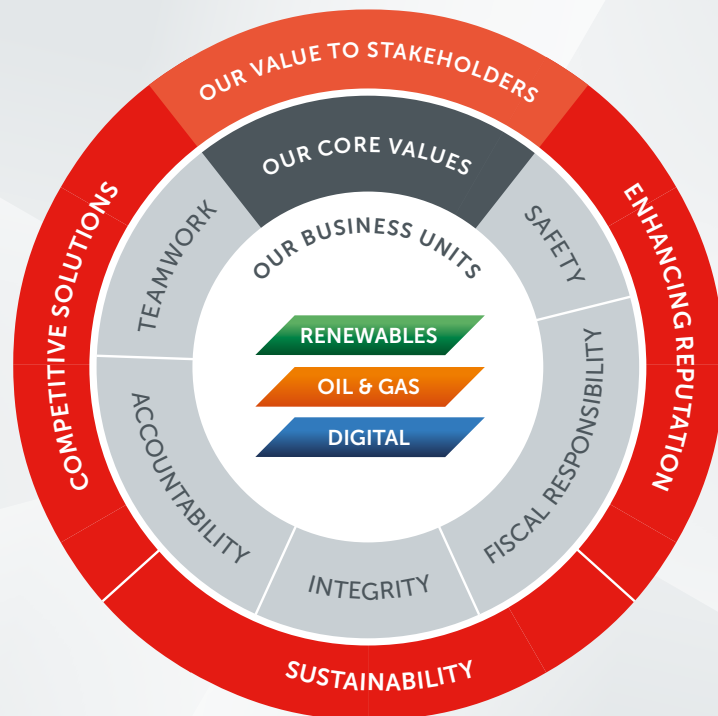 OUR VALUE TO STAKEHOLDERS
ENHANCING REPUTATION
SUSTAINABILITY
COMPETITIVE SOLUTIONS
OUR CORE VALUES
SAFETY
FISCAL RESPONSIBILITY
INTEGRITY
ACCOUNTABILITY
TEAMWORK
OUR BUSINESS UNITS
RENEWABLES
OIL & GAS
DIGITAL